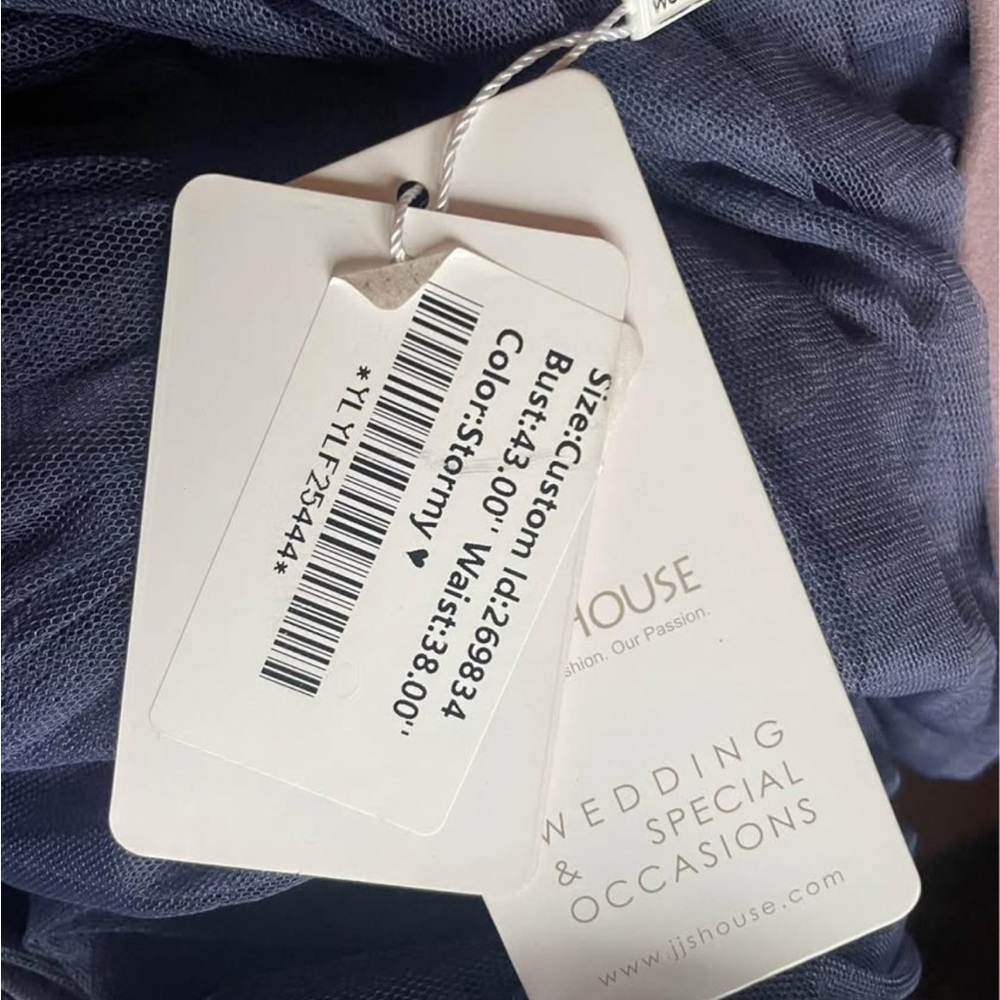 Size:Custom Id:269834
Bust:43.00'' Waist:38.00''
Color:Stormy ♥
*YLYLF25444*
HOUSE
shion. Our Passion.
WEDDING
& SPECIAL
OCCASIONS
www.jjshouse.com